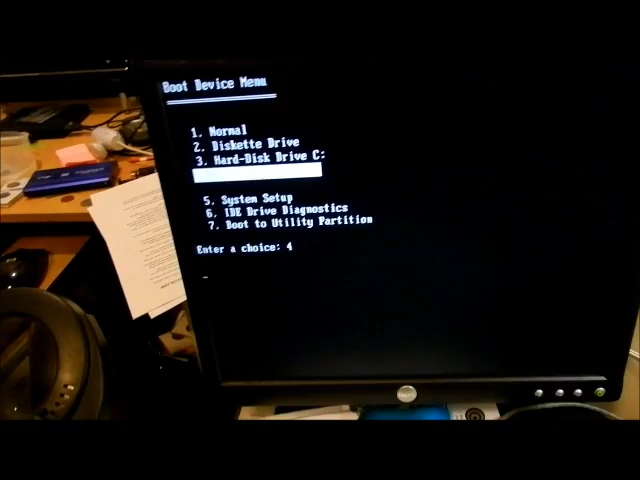 Boot Device Menu
1. Normal
2. Diskette Drive
3. Hard-Disk Drive C:
5. System Setup
6. IDE Drive Diagnostics
7. Boot to Utility Partition
Enter a choice: 4
DELL